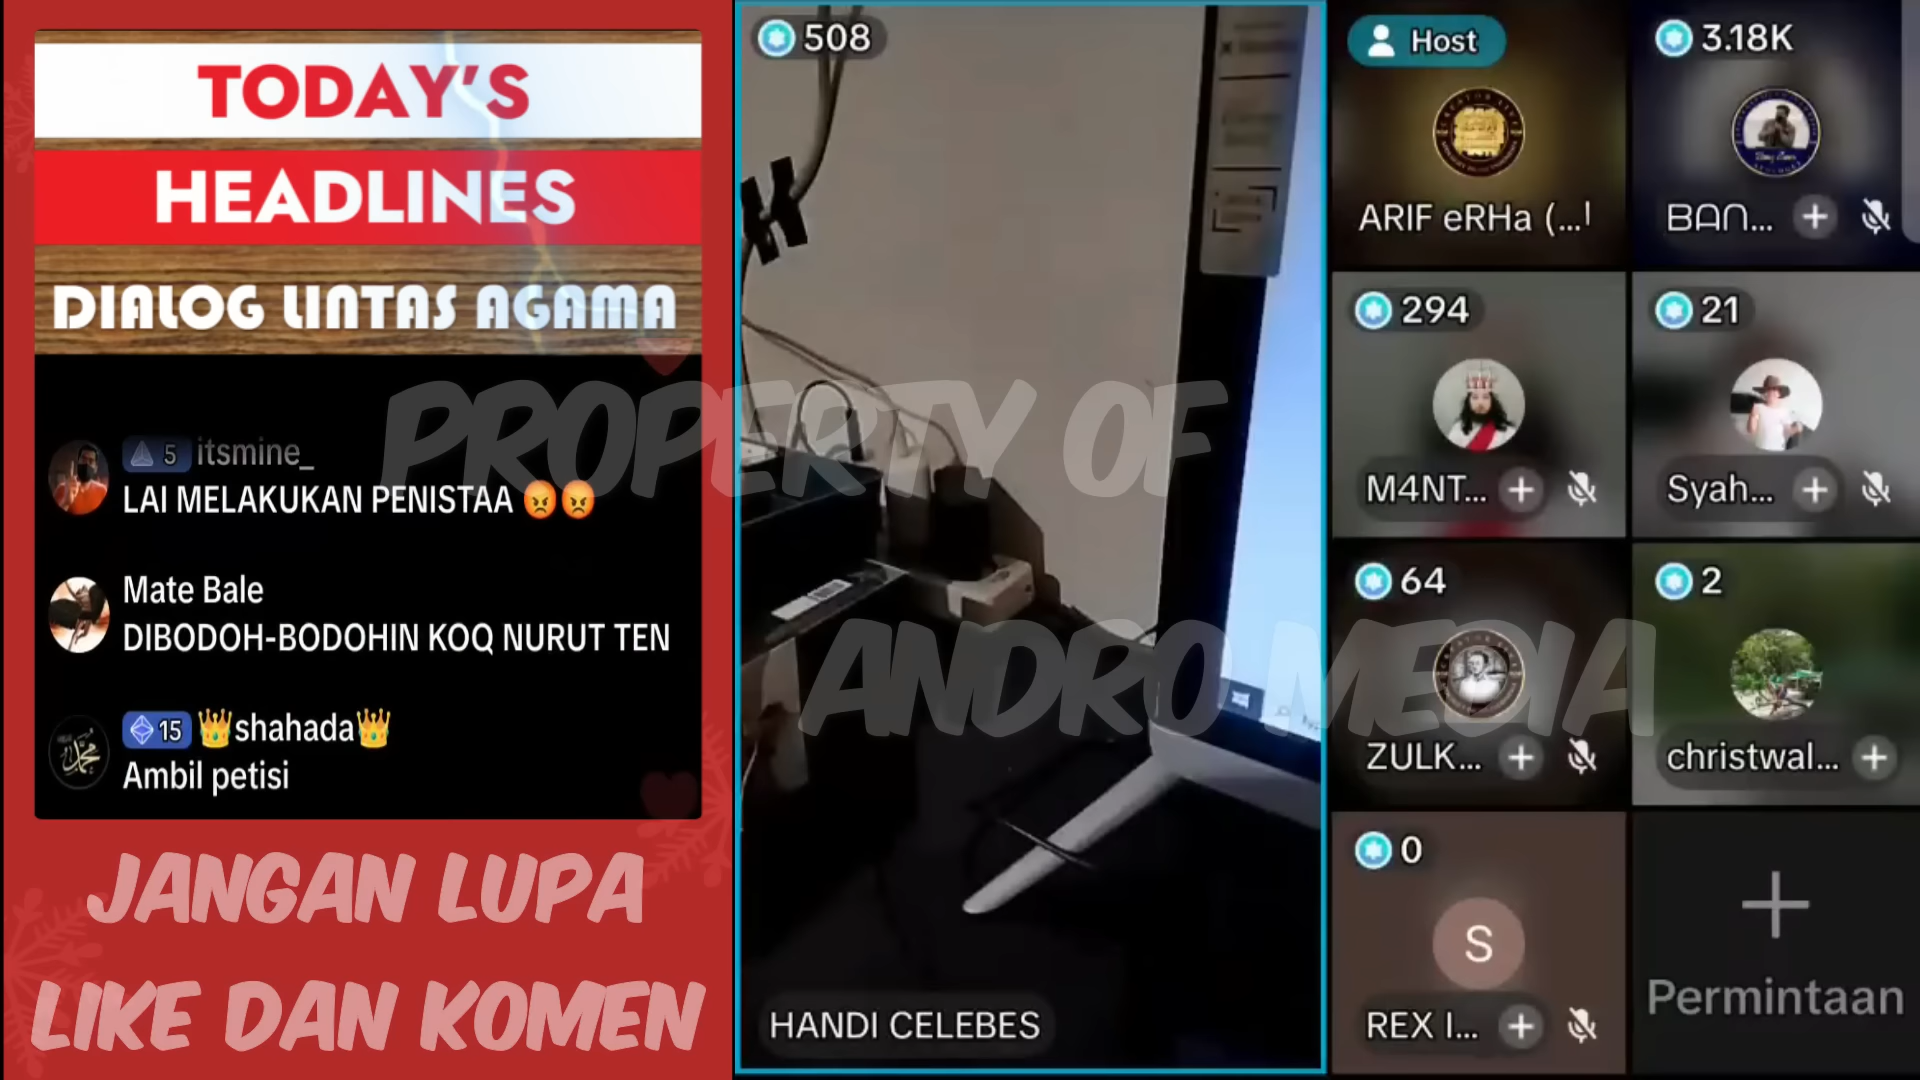 TODAY'S
HEADLINES
DIALOG LINTAS AGAMA
5 itsmine_
LAI MELAKUKAN PENISTAA 😡😡
Mate Bale
DIBODOH-BODOHIN KOQ NURUT TEN
15 👑shahada👑
Ambil petisi
JANGAN LUPA
LIKE DAN KOMEN
PROPERTY OF
ANDRO MEDIA
508
HANDI CELEBES
Host
ARIF eRHa (...
3.18K
BAN...
294
M4NT...
21
Syah...
64
ZULK...
2
christwal...
0
S
REX I...
Permintaan